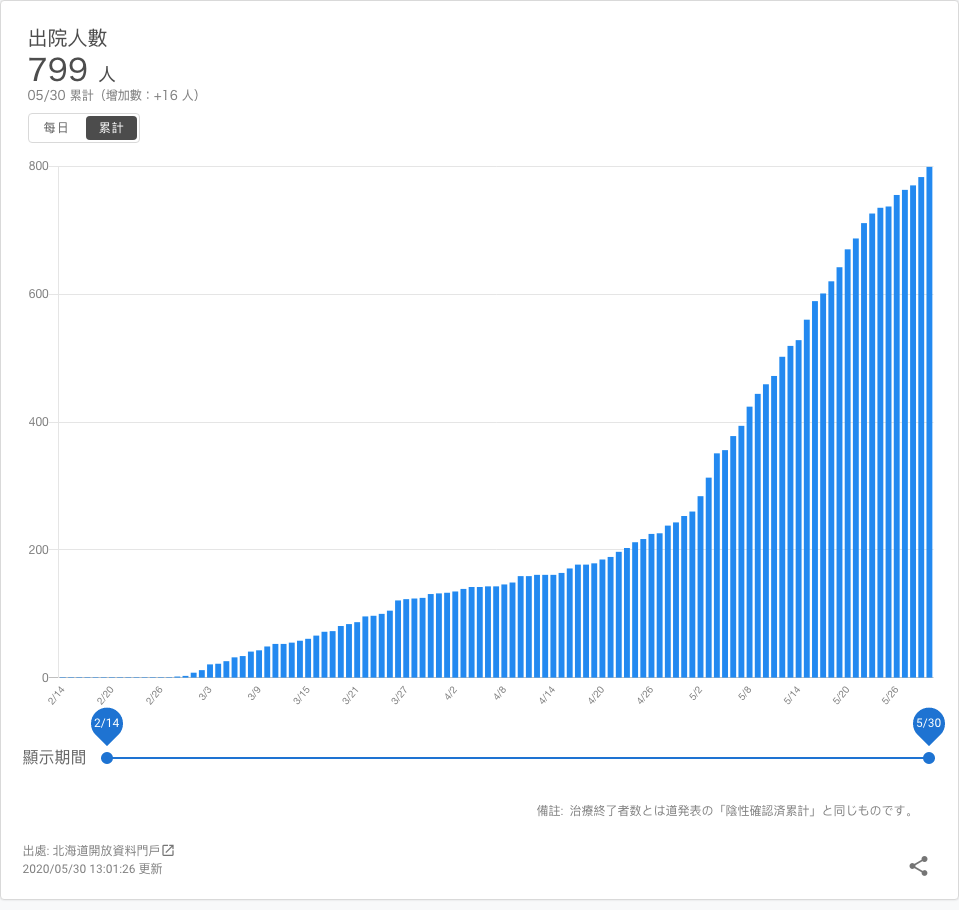 出院人數
799 人
05/30 累計（增加數：+16 人）
每日 累計
800
600
400
200
0
2/14 2/20 2/26 3/3 3/9 3/15 3/21 3/27 4/2 4/8 4/14 4/20 4/26 5/2 5/8 5/14 5/20 5/26
2/14 5/30
顯示期間
備註: 治療終了者数とは道発表の「陰性確認済累計」と同じものです。
出處: 北海道開放資料門戶
2020/05/30 13:01:26 更新